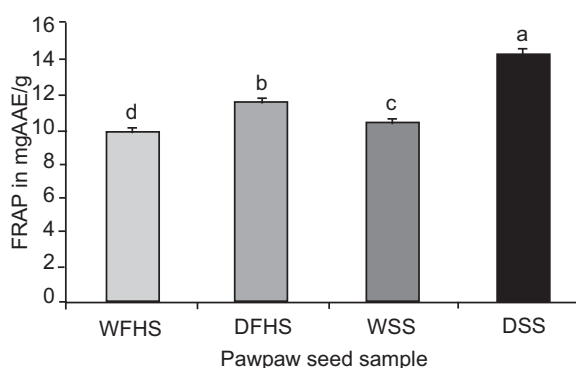 FRAP in mgAAE/g
16
14
12
10
8
6
4
2
0
d
b
c
a
WFHS DFHS WSS DSS
Pawpaw seed sample